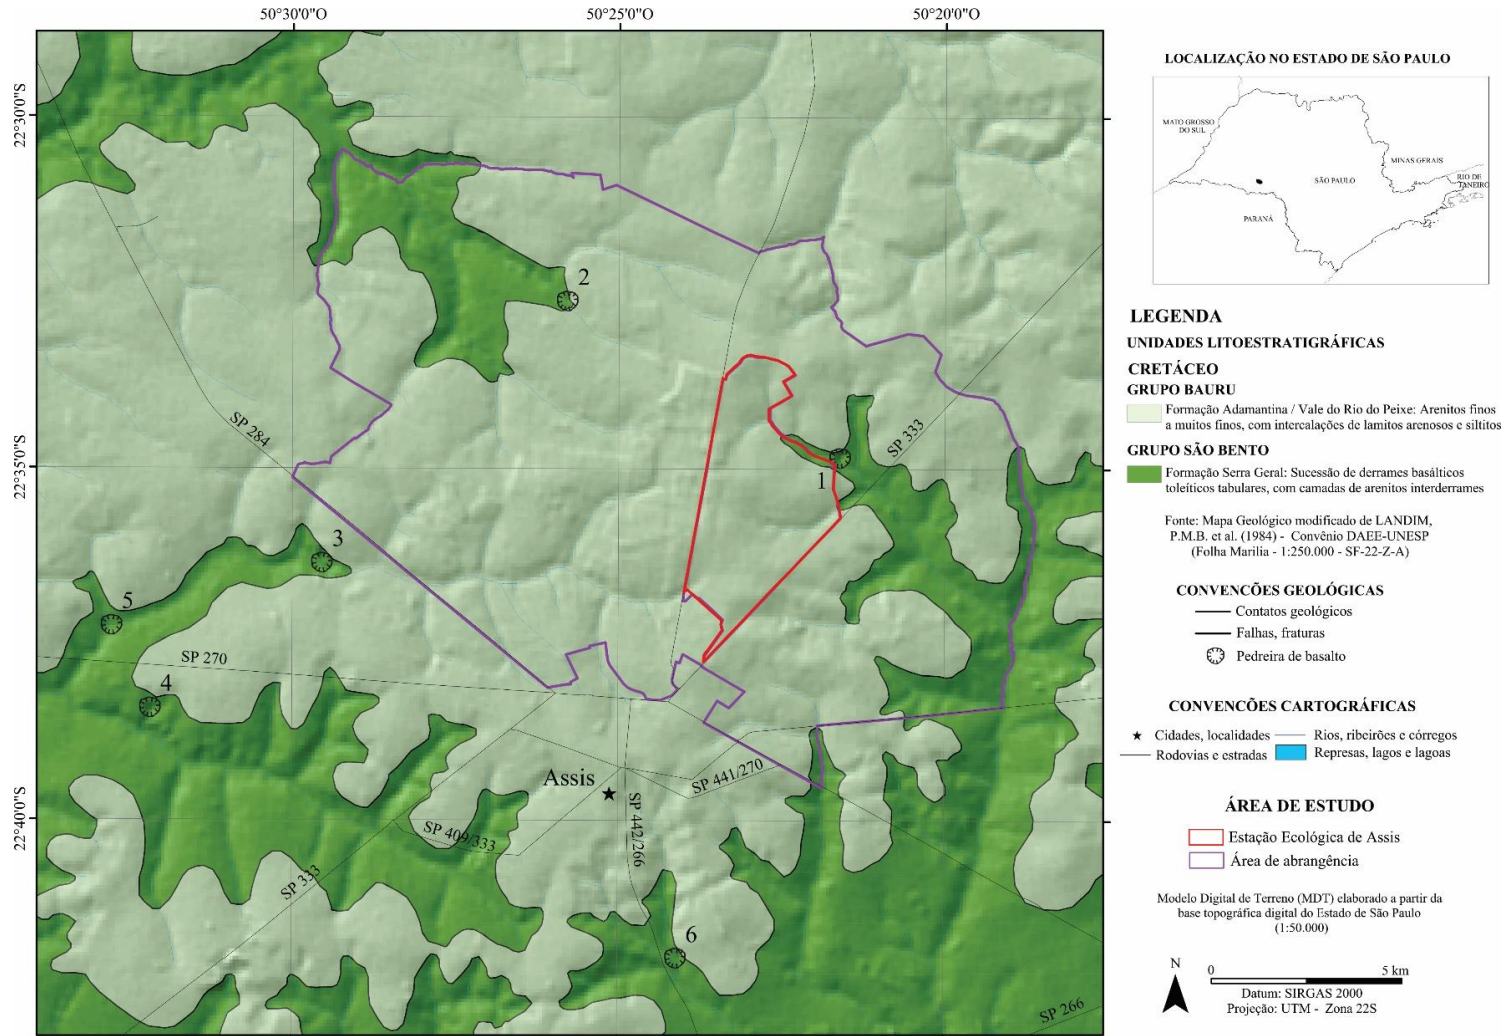 50°30'0"O
50°25'0"O
50°20'0"O
22°30'0"S
22°35'0"S
22°40'0"S
2
SP 284
SP 333
1
3
5
SP 270
4
Assis
SP 441/270
SP 442/266
SP 409/333
SP 333
6
SP 266
LOCALIZAÇÃO NO ESTADO DE SÃO PAULO
MATO GROSSO
DO SUL
MINAS GERAIS
SÃO PAULO
RIO DE
JANEIRO
PARANÁ
LEGENDA
UNIDADES LITOESTRATIGRÁFICAS
CRETÁCEO
GRUPO BAURU
Formação Adamantina / Vale do Rio do Peixe: Arenitos finos
a muitos finos, com intercalações de lamitos arenosos e siltitos
GRUPO SÃO BENTO
Formação Serra Geral: Sucessão de derrames basálticos
toleíticos tabulares, com camadas de arenitos interderrames
Fonte: Mapa Geológico modificado de LANDIM,
P.M.B. et al. (1984) - Convênio DAEE-UNESP
(Folha Marilia - 1:250.000 - SF-22-Z-A)
CONVENCÕES GEOLÓGICAS
Contatos geológicos
Falhas, fraturas
Pedreira de basalto
CONVENCÕES CARTOGRÁFICAS
Cidades, localidades
Rios, ribeirões e córregos
Rodovias e estradas
Represas, lagos e lagoas
ÁREA DE ESTUDO
Estação Ecológica de Assis
Área de abrangência
Modelo Digital de Terreno (MDT) elaborado a partir da
base topográfica digital do Estado de São Paulo
(1:50.000)
N
0 5 km
Datum: SIRGAS 2000
Projeção: UTM - Zona 22S